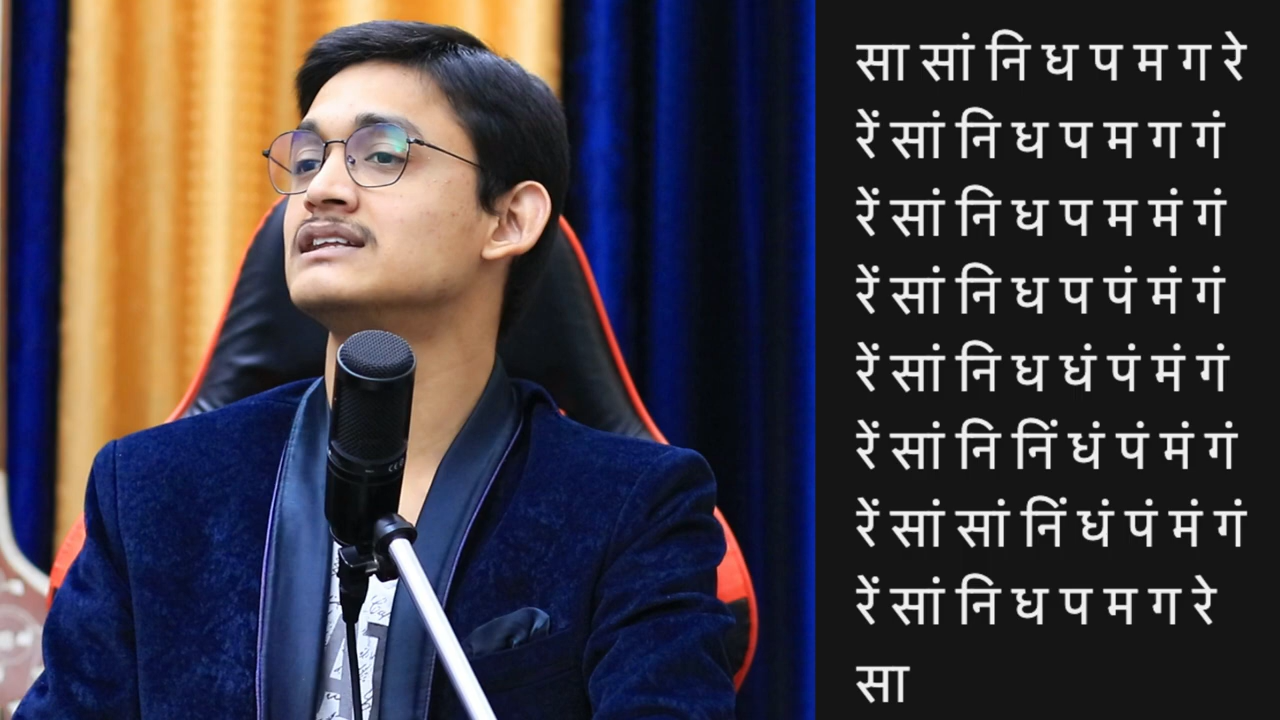 सा सां नि ध प म ग रे
रें सां नि ध प म ग गं
रें सां नि ध प म मं गं
रें सां नि ध प पं मं गं
रें सां नि ध धं पं मं गं
रें सां नि निं धं पं मं गं
रें सां सां निं धं पं मं गं
रें सां नि ध प म ग रे
सा